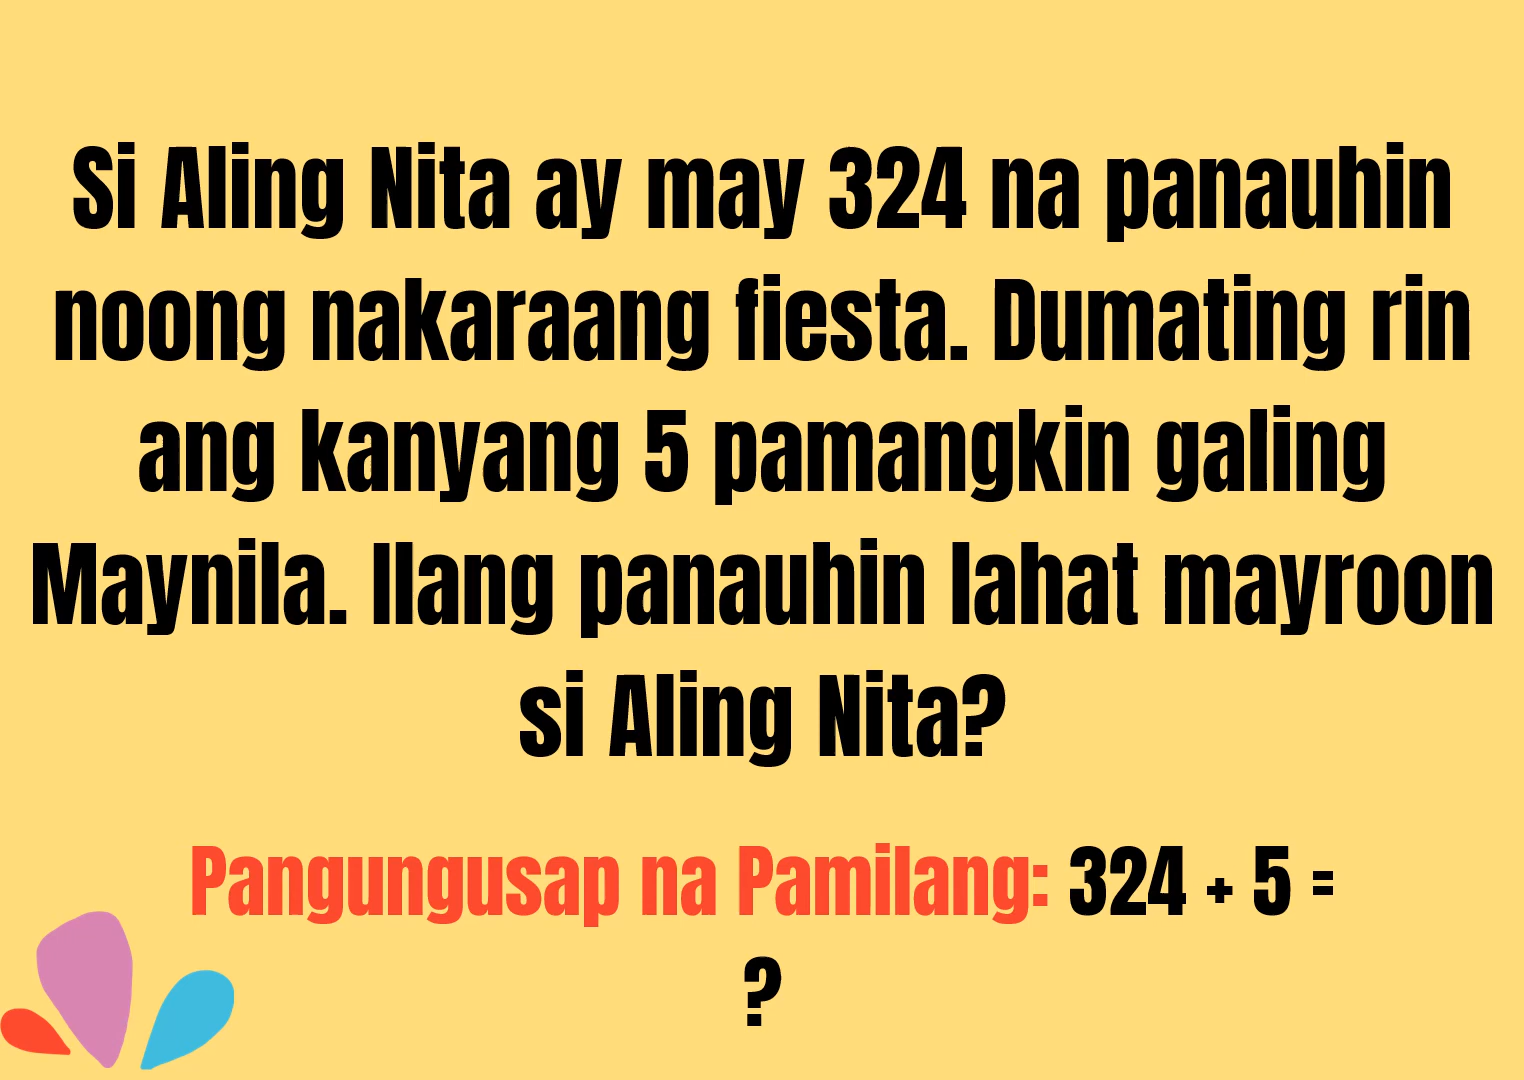 Si Aling Nita ay may 324 na panauhin
noong nakaraang fiesta. Dumating rin
ang kanyang 5 pamangkin galing
Maynila. Ilang panauhin lahat mayroon
si Aling Nita?
Pangungusap na Pamilang: 324 + 5 =
?